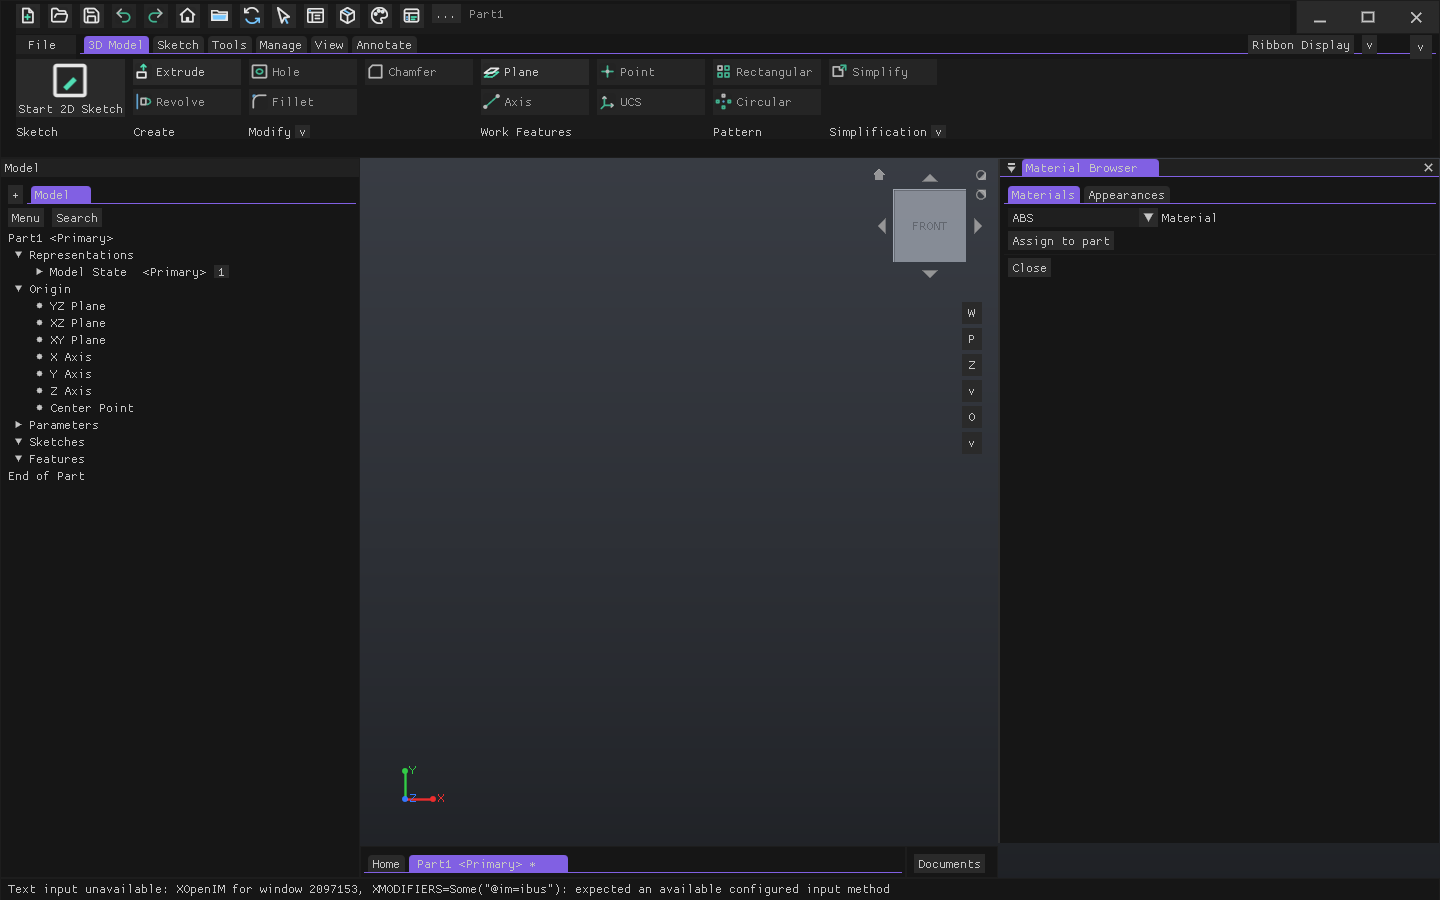 ... Part1
File 3D Model Sketch Tools Manage View Annotate Ribbon Display v v
Start 2D Sketch
Extrude Hole Chamfer Plane Point Rectangular Simplify
Revolve Fillet Axis UCS Circular
Sketch Create Modify v Work Features Pattern Simplification v
Model
+ Model
Menu Search
Part1 <Primary>
Representations
Model State <Primary> 1
Origin
YZ Plane
XZ Plane
XY Plane
X Axis
Y Axis
Z Axis
Center Point
Parameters
Sketches
Features
End of Part
FRONT
W
P
Z
v
O
v
Y
Z X
Material Browser
Materials Appearances
ABS Material
Assign to part
Close
Home Part1 <Primary> * Documents
Text input unavailable: XOpenIM for window 2097153, XMODIFIERS=Some("@im=ibus"): expected an available configured input method